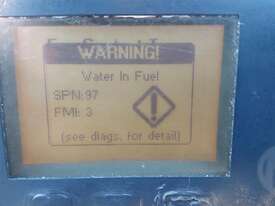 WARNING!
Water In Fuel
SPN: 97
FMI: 3
(see diags. for detail)